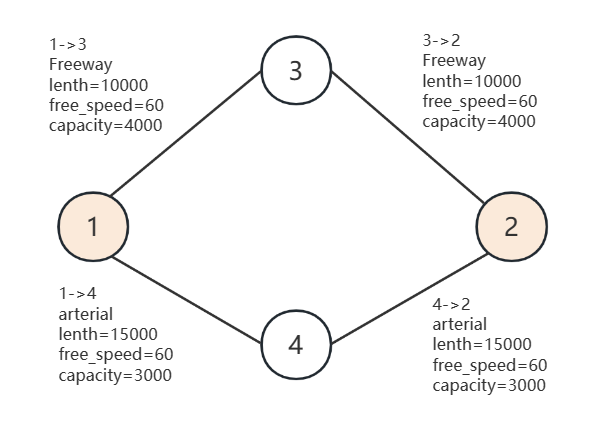 1->3
Freeway
lenth=10000
free_speed=60
capacity=4000
3->2
Freeway
lenth=10000
free_speed=60
capacity=4000
3
1
2
4
1->4
arterial
lenth=15000
free_speed=60
capacity=3000
4->2
arterial
lenth=15000
free_speed=60
capacity=3000